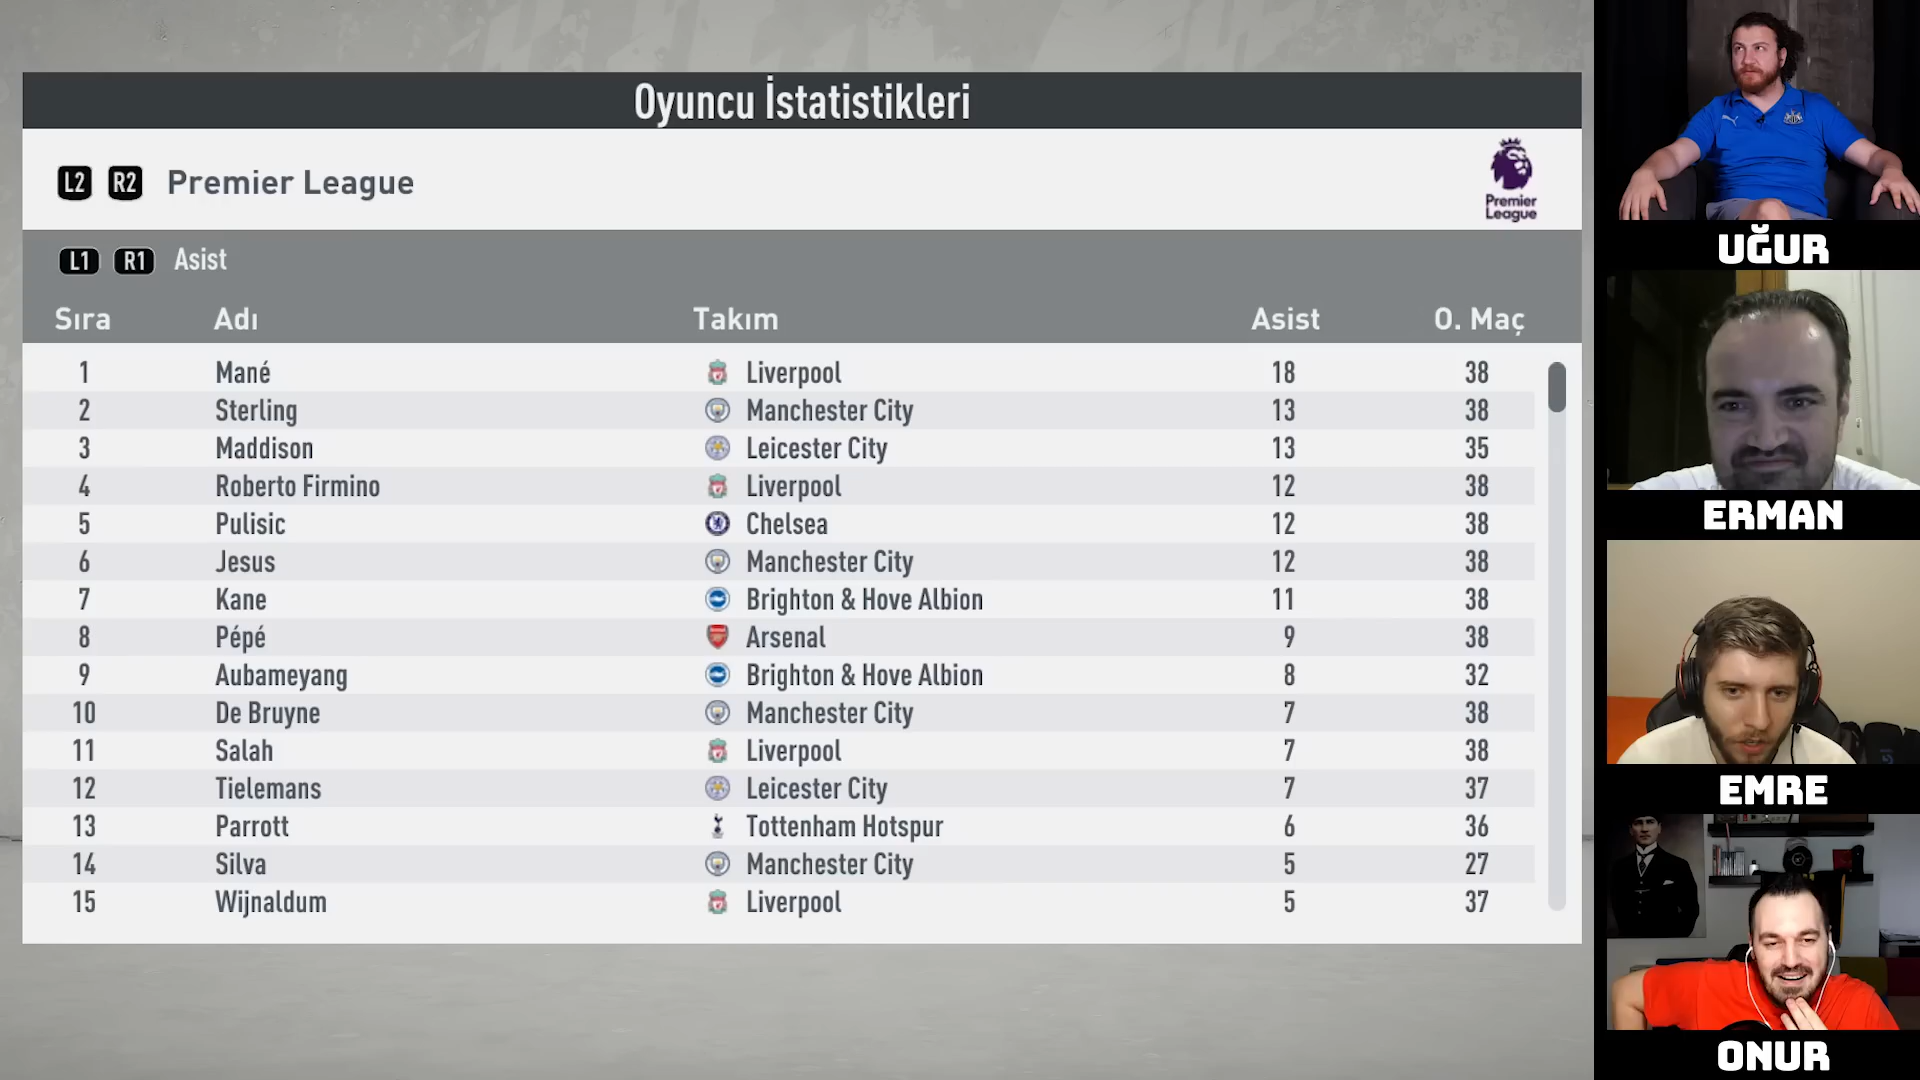 Oyuncu İstatistikleri
L2 R2 Premier League
Premier
League
L1 R1 Asist
Sıra Adı Takım Asist O. Maç
1 Mané Liverpool 18 38
2 Sterling Manchester City 13 38
3 Maddison Leicester City 13 35
4 Roberto Firmino Liverpool 12 38
5 Pulisic Chelsea 12 38
6 Jesus Manchester City 12 38
7 Kane Brighton & Hove Albion 11 38
8 Pépé Arsenal 9 38
9 Aubameyang Brighton & Hove Albion 8 32
10 De Bruyne Manchester City 7 38
11 Salah Liverpool 7 38
12 Tielemans Leicester City 7 37
13 Parrott Tottenham Hotspur 6 36
14 Silva Manchester City 5 27
15 Wijnaldum Liverpool 5 37
UĞUR
ERMAN
EMRE
ONUR